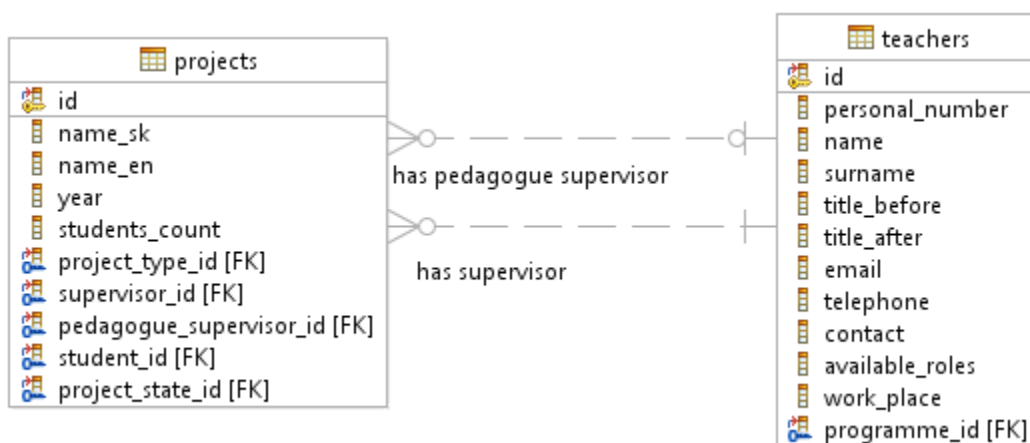 projects
id
name_sk
name_en
year
students_count
project_type_id [FK]
supervisor_id [FK]
pedagogue_supervisor_id [FK]
student_id [FK]
project_state_id [FK]
has pedagogue supervisor
has supervisor
teachers
id
personal_number
name
surname
title_before
title_after
email
telephone
contact
available_roles
work_place
programme_id [FK]